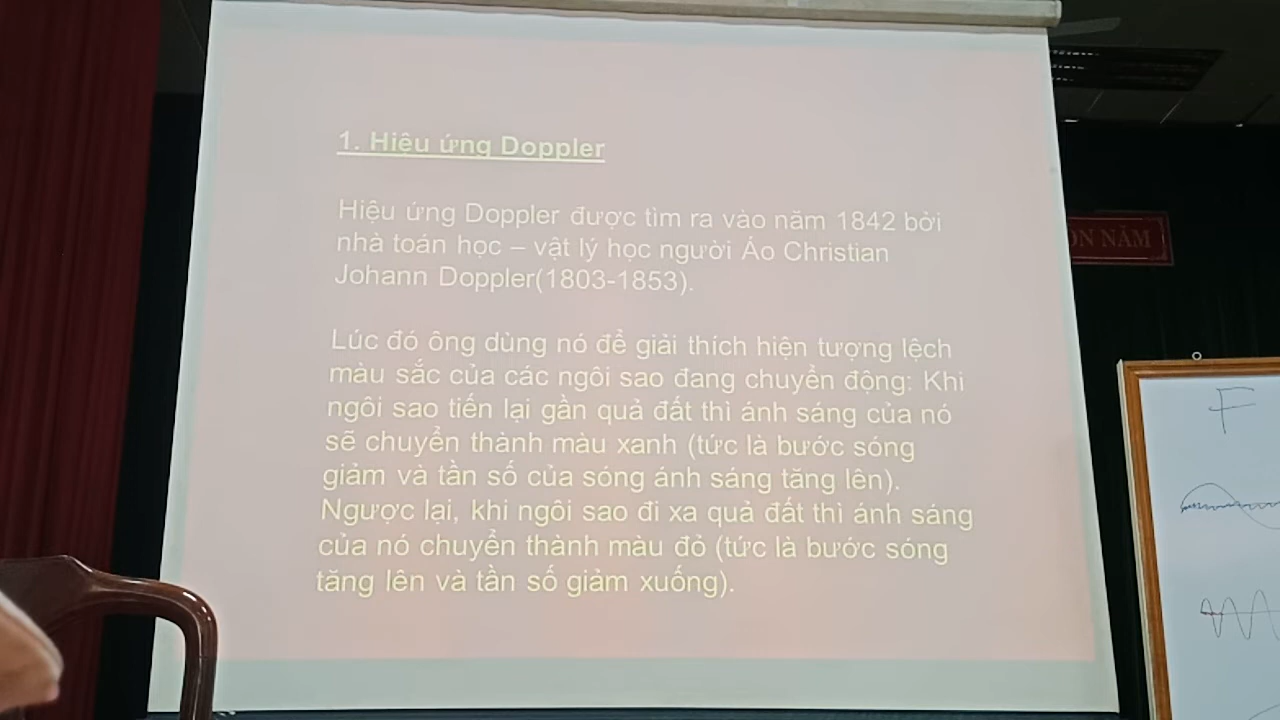 1. Hiệu ứng Doppler
Hiệu ứng Doppler được tìm ra vào năm 1842 bởi
nhà toán học – vật lý học người Áo Christian
Johann Doppler(1803-1853).
Lúc đó ông dùng nó để giải thích hiện tượng lệch
màu sắc của các ngôi sao đang chuyển động: Khi
ngôi sao tiến lại gần quả đất thì ánh sáng của nó
sẽ chuyển thành màu xanh (tức là bước sóng
giảm và tần số của sóng ánh sáng tăng lên).
Ngược lại, khi ngôi sao đi xa quả đất thì ánh sáng
của nó chuyển thành màu đỏ (tức là bước sóng
tăng lên và tần số giảm xuống).
NĂM
F